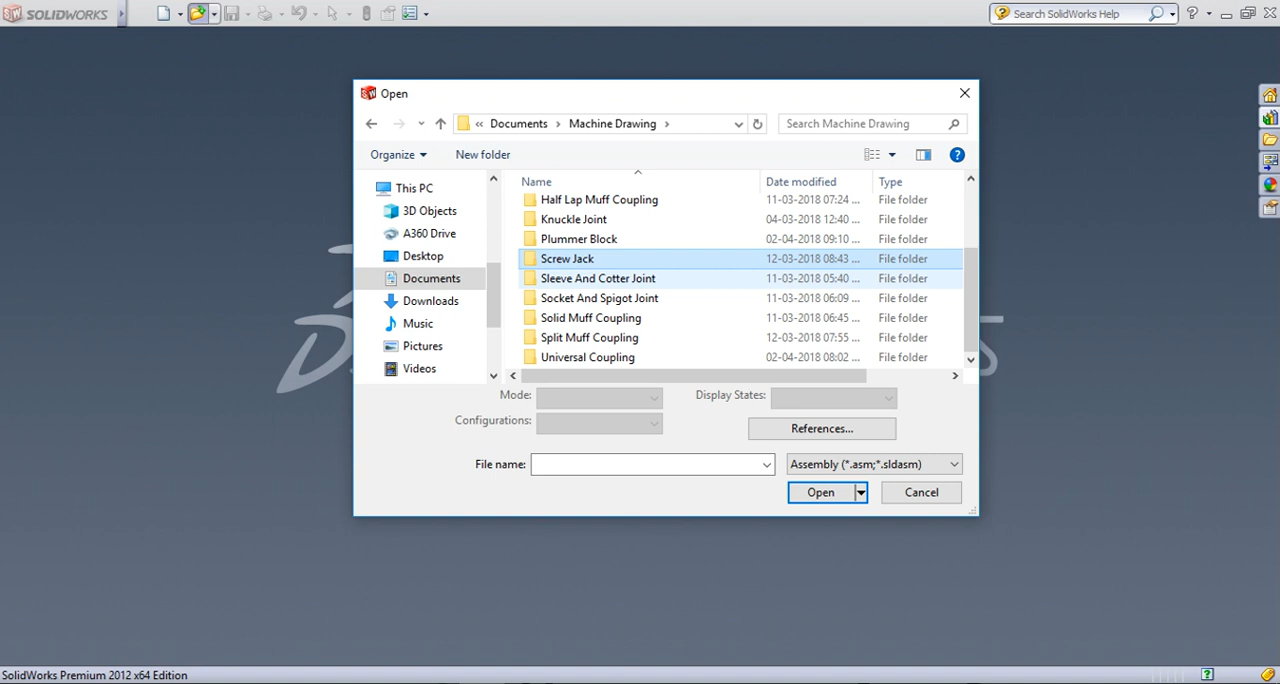 SOLIDWORKS
Search SolidWorks Help
Open
« Documents › Machine Drawing ›
Search Machine Drawing
Organize
New folder
Name
Date modified
Type
This PC
3D Objects
A360 Drive
Desktop
Documents
Downloads
Music
Pictures
Videos
Half Lap Muff Coupling 11-03-2018 07:24 ... File folder
Knuckle Joint 04-03-2018 12:40 ... File folder
Plummer Block 02-04-2018 09:10 ... File folder
Screw Jack 12-03-2018 08:43 ... File folder
Sleeve And Cotter Joint 11-03-2018 05:40 ... File folder
Socket And Spigot Joint 11-03-2018 06:09 ... File folder
Solid Muff Coupling 11-03-2018 06:45 ... File folder
Split Muff Coupling 12-03-2018 07:55 ... File folder
Universal Coupling 02-04-2018 08:02 ... File folder
Mode:
Display States:
Configurations:
References...
File name:
Assembly (*.asm;*.sldasm)
Open
Cancel
SolidWorks Premium 2012 x64 Edition